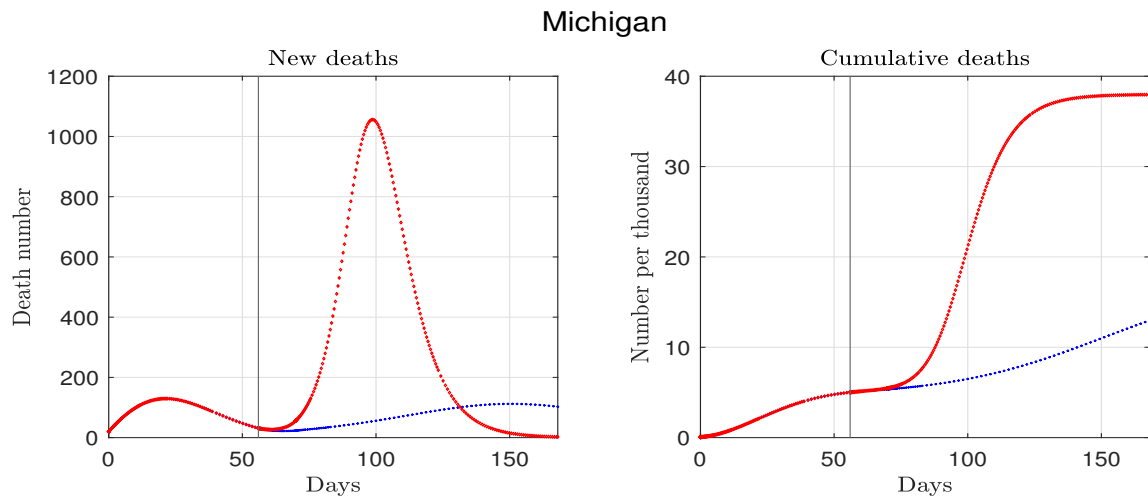 Michigan
New deaths
1200
1000
800
600
400
200
0
0
50
100
150
Death number
Days
Cumulative deaths
40
30
20
10
0
0
50
100
150
Number per thousand
Days